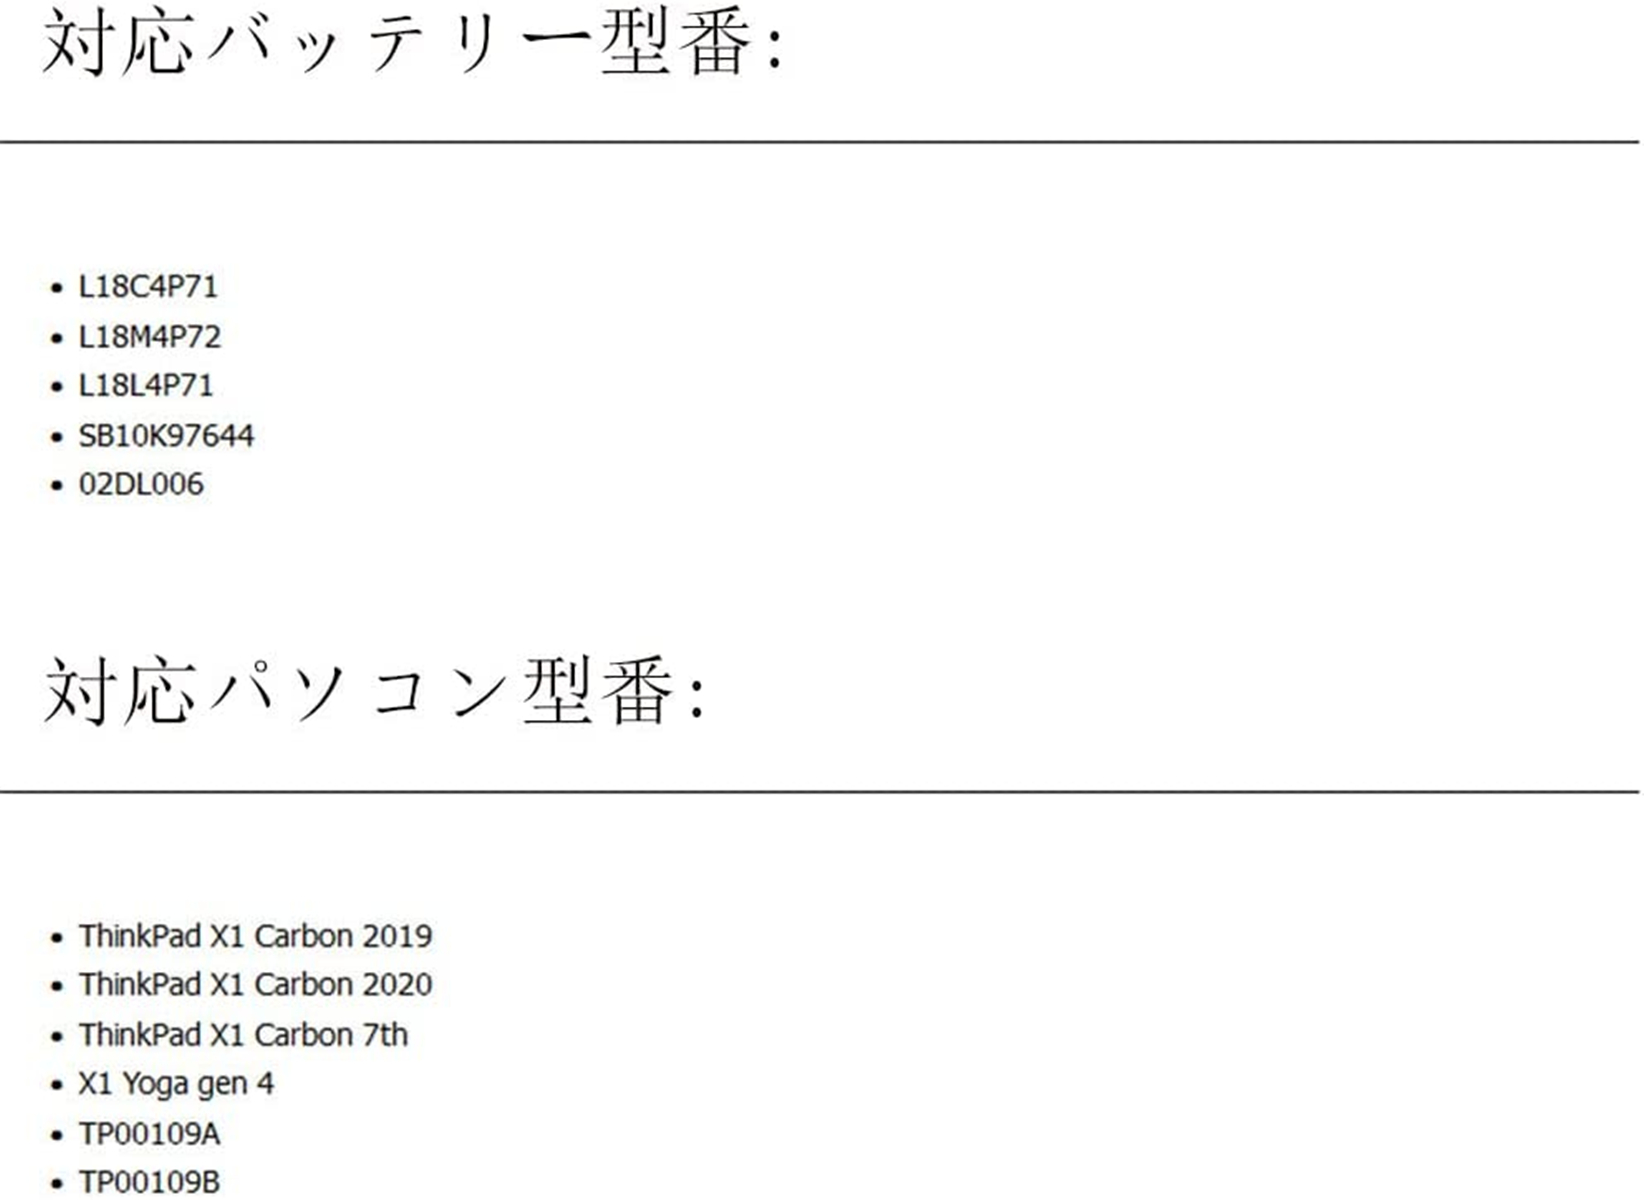 対応バッテリー型番:
• L18C4P71
• L18M4P72
• L18L4P71
• SB10K97644
• 02DL006
対応パソコン型番:
• ThinkPad X1 Carbon 2019
• ThinkPad X1 Carbon 2020
• ThinkPad X1 Carbon 7th
• X1 Yoga gen 4
• TP00109A
• TP00109B